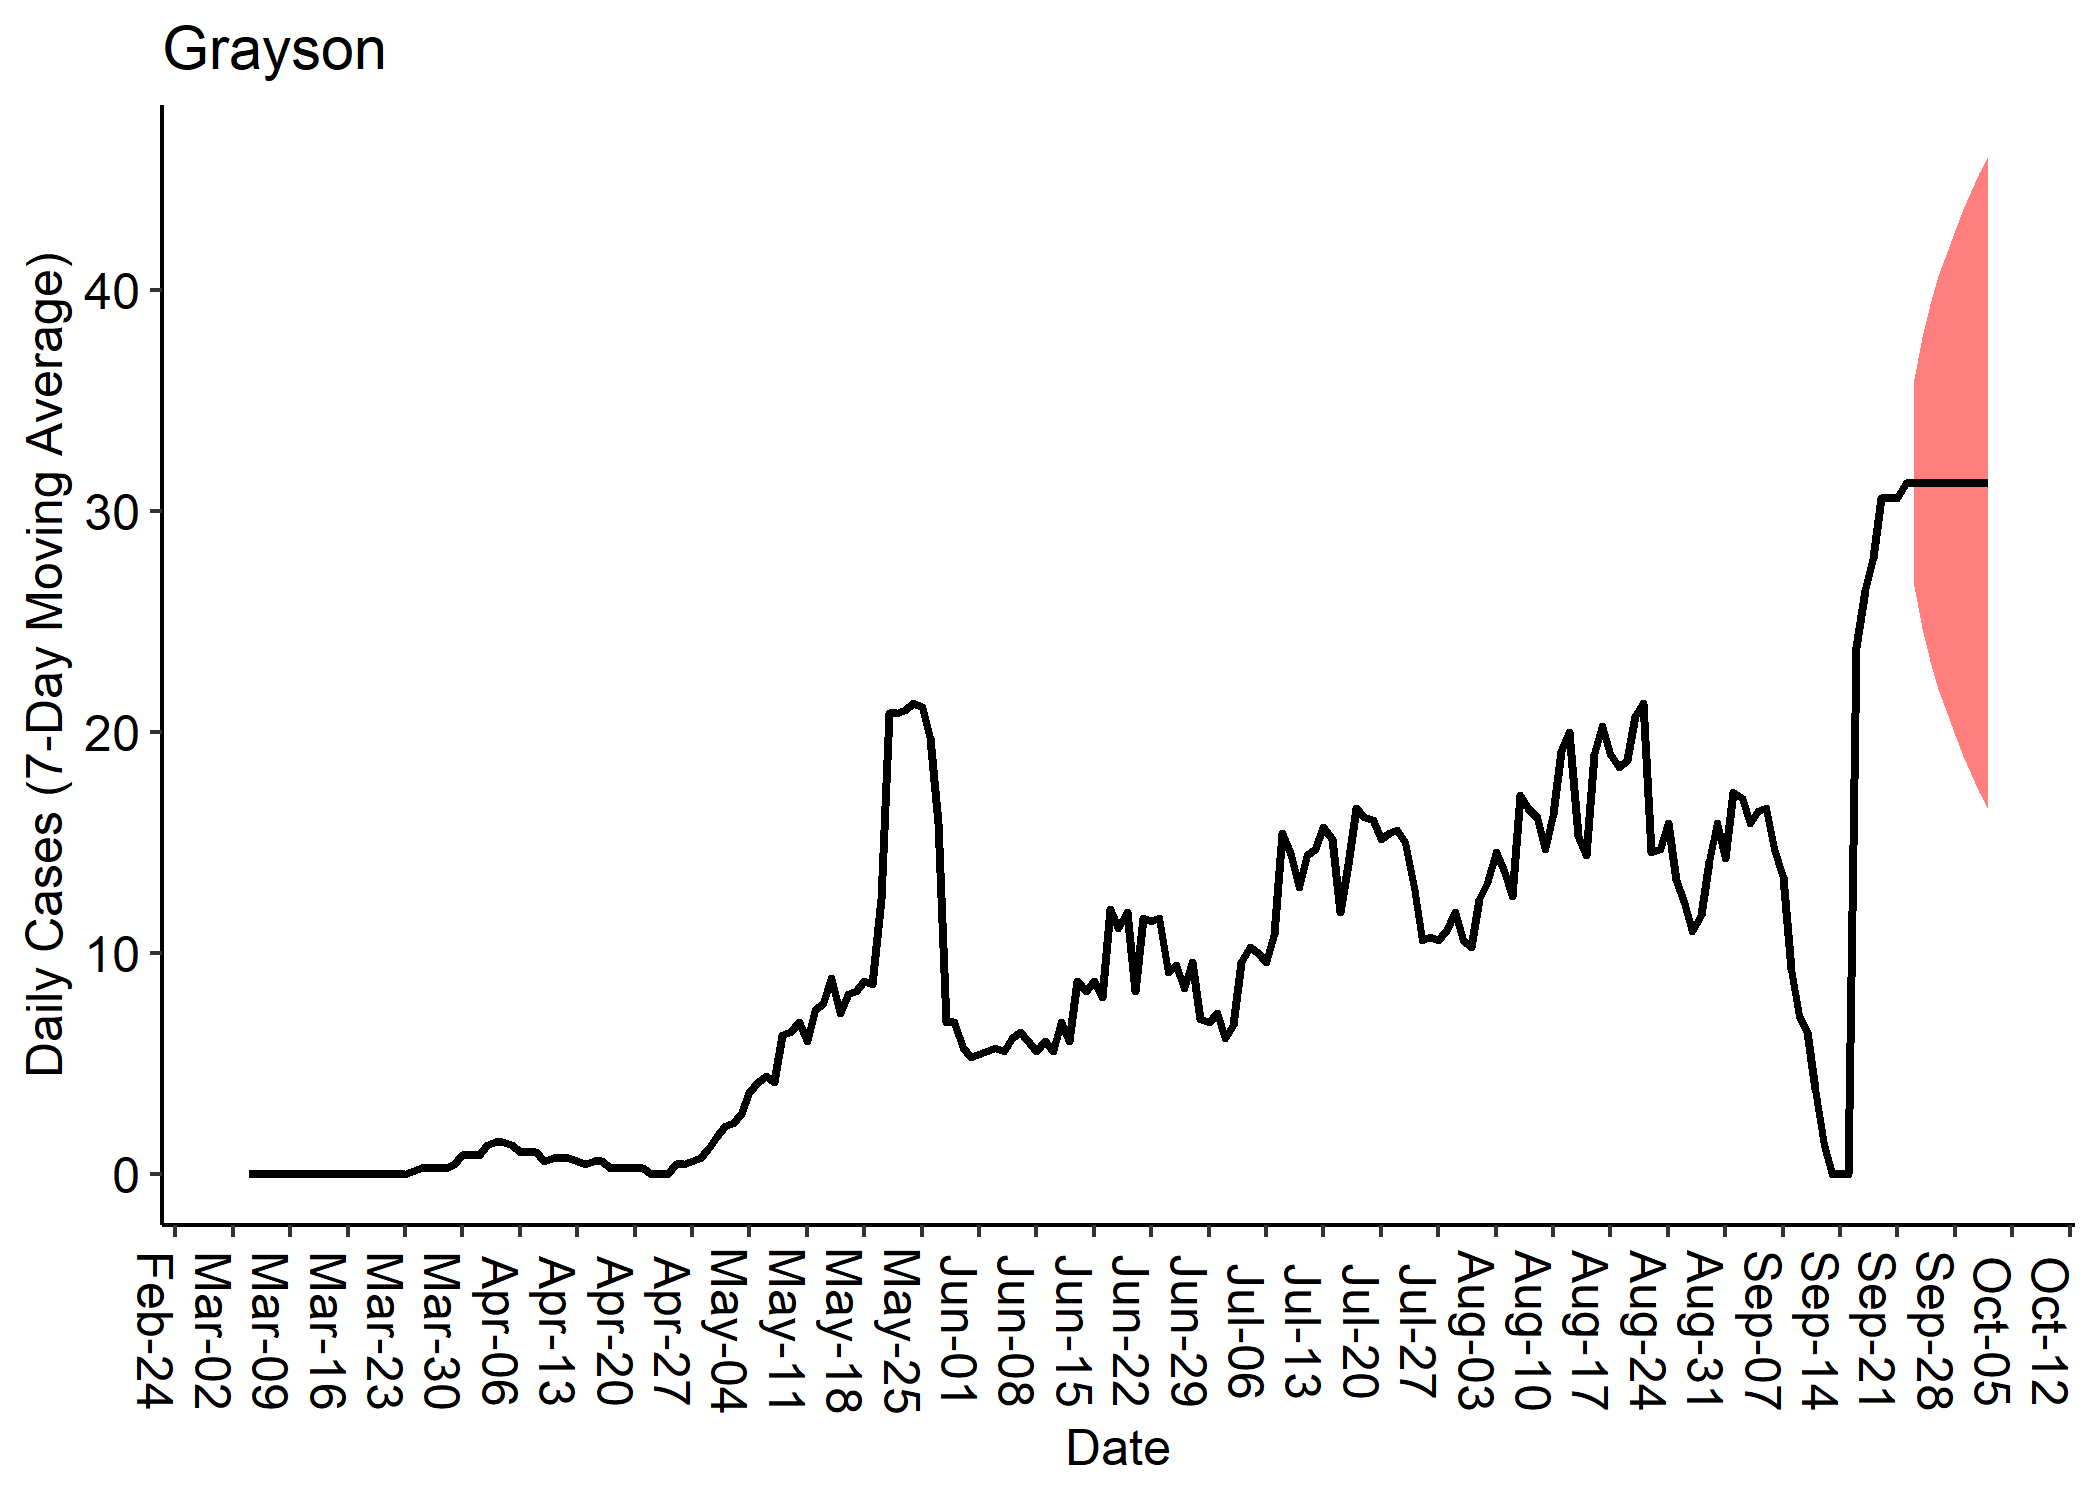 Grayson
Daily Cases (7-Day Moving Average)
40
30
20
10
0
Feb-24
Mar-02
Mar-09
Mar-16
Mar-23
Mar-30
Apr-06
Apr-13
Apr-20
Apr-27
May-04
May-11
May-18
May-25
Jun-01
Jun-08
Jun-15
Jun-22
Jun-29
Jul-06
Jul-13
Jul-20
Jul-27
Aug-03
Aug-10
Aug-17
Aug-24
Aug-31
Sep-07
Sep-14
Sep-21
Sep-28
Oct-05
Oct-12
Date